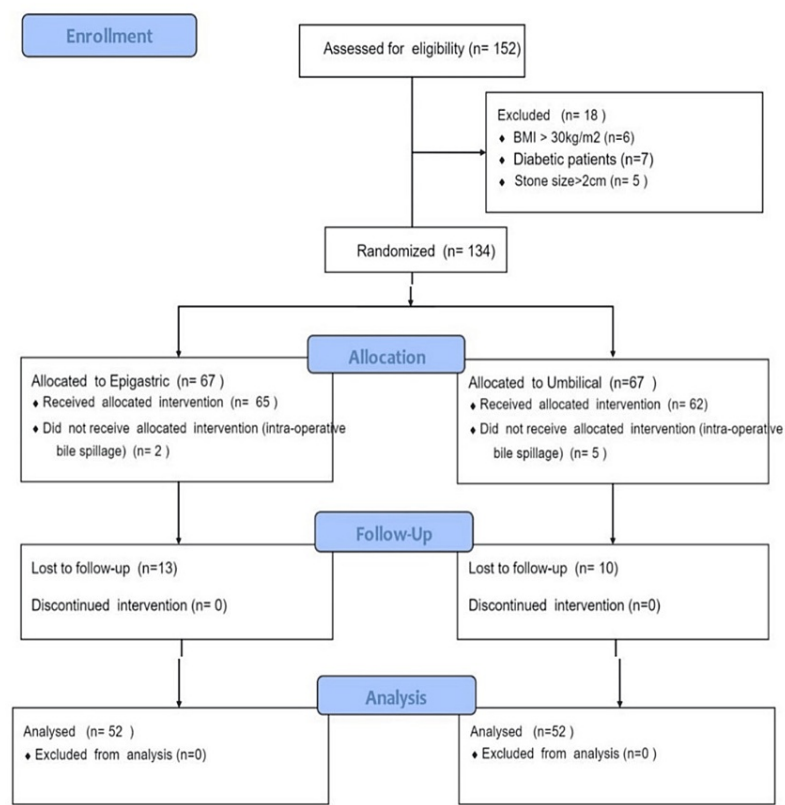 Enrollment
Assessed for eligibility (n= 152)
Excluded (n= 18 )
♦ BMI > 30kg/m2 (n=6)
♦ Diabetic patients (n=7)
♦ Stone size>2cm (n= 5 )
Randomized (n= 134)
Allocation
Allocated to Epigastric (n= 67 )
♦ Received allocated intervention (n= 65 )
♦ Did not receive allocated intervention (intra-operative
bile spillage) (n= 2 )
Allocated to Umbilical (n=67 )
♦ Received allocated intervention (n= 62)
♦ Did not receive allocated intervention (intra-operative
bile spillage) (n= 5 )
Follow-Up
Lost to follow-up (n=13)
Discontinued intervention (n= 0)
Lost to follow-up (n= 10)
Discontinued intervention (n=0)
Analysis
Analysed (n= 52 )
♦ Excluded from analysis (n=0)
Analysed (n=52 )
♦ Excluded from analysis (n=0 )